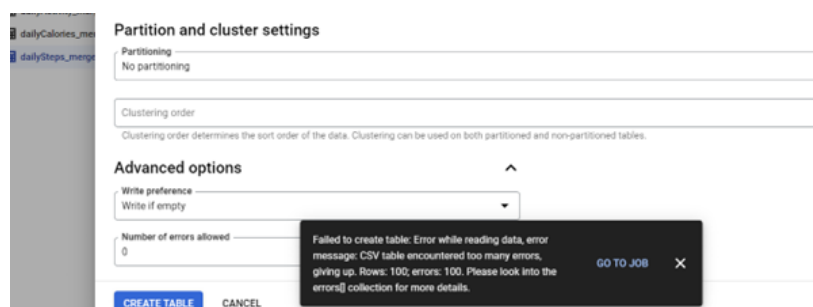 dailyCalories_me
Partition and cluster settings
dailySteps_merge
Partitioning
No partitioning
Clustering order
Clustering order determines the sort order of the data. Clustering can be used on both partitioned and non-partitioned tables.
Advanced options
Write preference
Write if empty
Number of errors allowed
0
Failed to create table: Error while reading data, error
message: CSV table encountered too many errors,
giving up. Rows: 100; errors: 100. Please look into the
errors[] collection for more details.
GO TO JOB
CREATE TABLE CANCEL